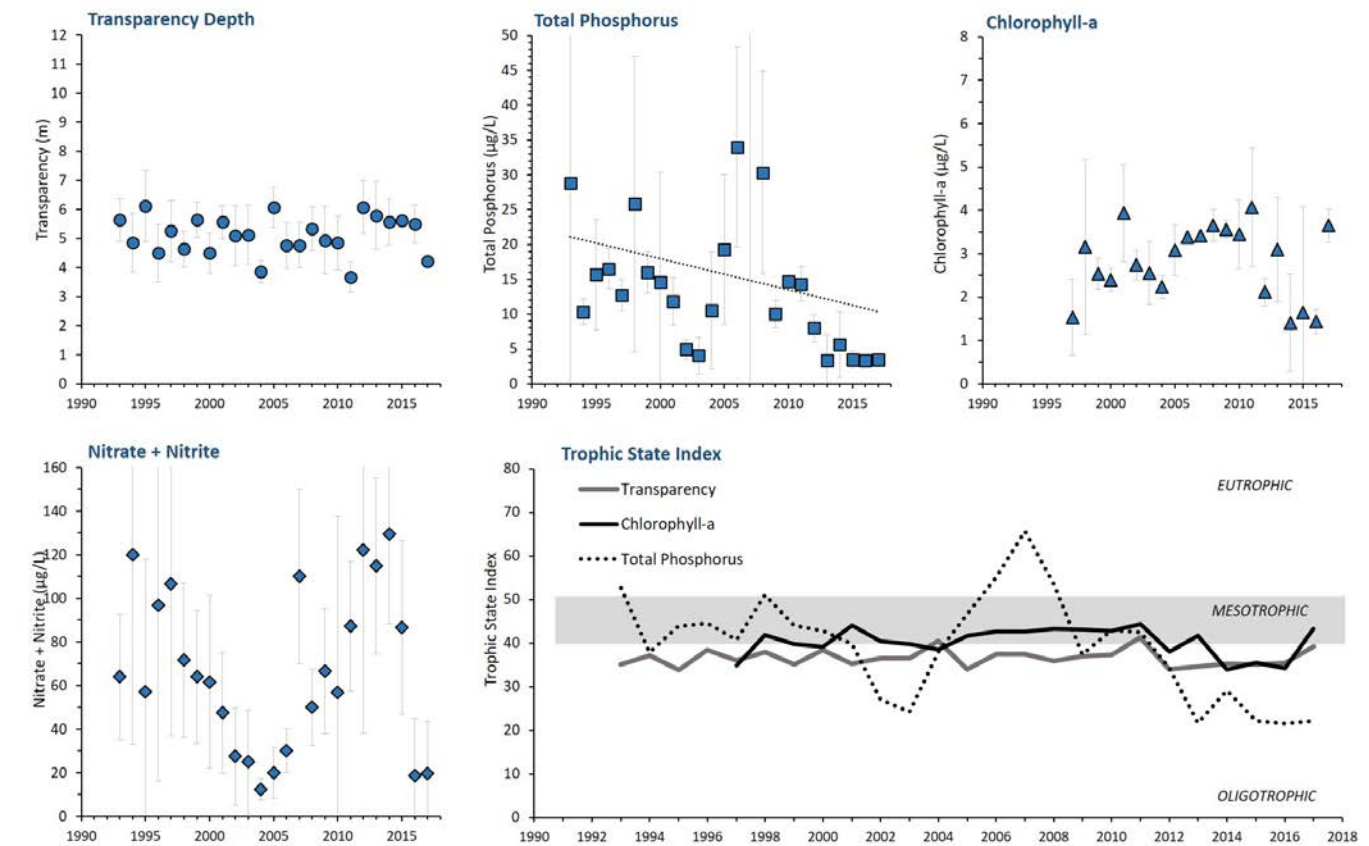 Transparency Depth
Transparency (m)
12
11
10
9
8
7
6
5
4
3
2
1
0
1990 1995 2000 2005 2010 2015
Total Phosphorus
Total Posphorus (µg/L)
50
45
40
35
30
25
20
15
10
5
0
1990 1995 2000 2005 2010 2015
Chlorophyll-a
Chlorophyll-a (µg/L)
8
7
6
5
4
3
2
1
0
1990 1995 2000 2005 2010 2015
Nitrate + Nitrite
Nitrate + Nitrite (µg/L)
160
140
120
100
80
60
40
20
0
1990 1995 2000 2005 2010 2015
Trophic State Index
Trophic State Index
80
70
60
50
40
30
20
10
0
Transparency
Chlorophyll-a
Total Phosphorus
EUTROPHIC
MESOTROPHIC
OLIGOTROPHIC
1990 1992 1994 1996 1998 2000 2002 2004 2006 2008 2010 2012 2014 2016 2018